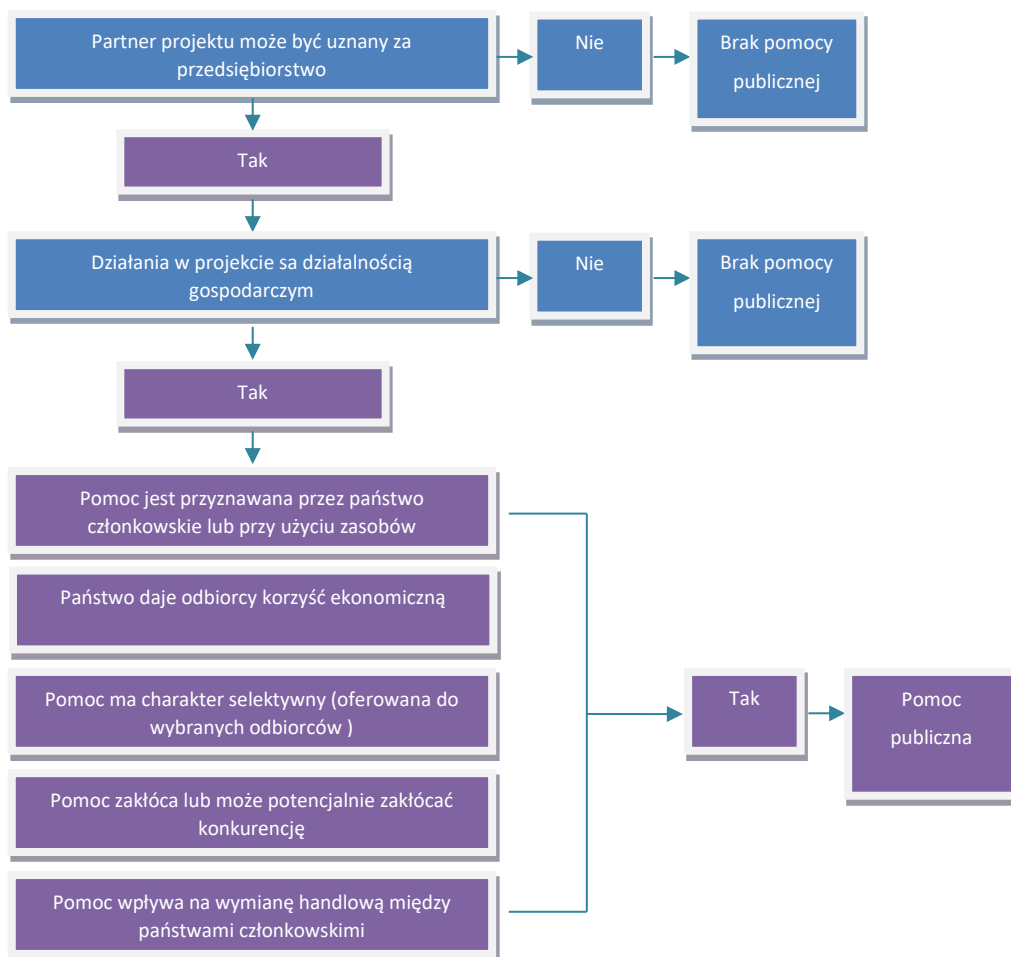 Partner projektu może być uznany za
przedsiębiorstwo
Nie
Brak pomocy
publicznej
Tak
Działania w projekcie sa działalnością
gospodarczym
Nie
Brak pomocy
publicznej
Tak
Pomoc jest przyznawana przez państwo
członkowskie lub przy użyciu zasobów
Państwo daje odbiorcy korzyść ekonomiczną
Pomoc ma charakter selektywny (oferowana do
wybranych odbiorców )
Tak
Pomoc
publiczna
Pomoc zakłóca lub może potencjalnie zakłócać
konkurencję
Pomoc wpływa na wymianę handlową między
państwami członkowskimi